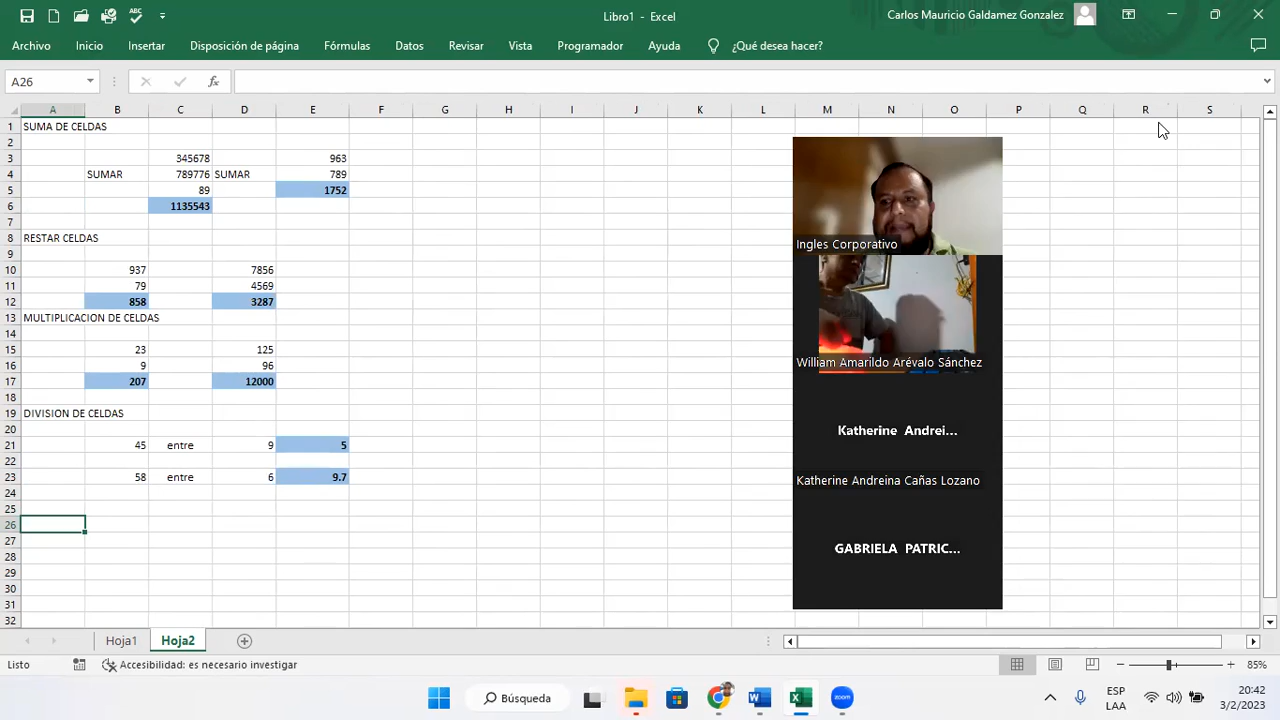 Libro1 - Excel
Carlos Mauricio Galdamez Gonzalez
Archivo Inicio Insertar Disposición de página Fórmulas Datos Revisar Vista Programador Ayuda ¿Qué desea hacer?
A26 fx
A B C D E F G H I J K L M N O P Q R S
1 SUMA DE CELDAS
2
3 345678 963
4 SUMAR 789776 SUMAR 789
5 89 1752
6 1135543
7
8 RESTAR CELDAS
9
10 937 7856
11 79 4569
12 858 3287
13 MULTIPLICACION DE CELDAS
14
15 23 125
16 9 96
17 207 12000
18
19 DIVISION DE CELDAS
20
21 45 entre 9 5
22
23 58 entre 6 9.7
24
25
26
27
28
29
30
31
32
Ingles Corporativo
William Amarildo Arévalo Sánchez
Katherine Andrei...
Katherine Andreina Cañas Lozano
GABRIELA PATRIC...
Hoja1 Hoja2
Listo Accesibilidad: es necesario investigar 85%
Búsqueda
zoom
ESP
LAA
20:42
3/2/2023